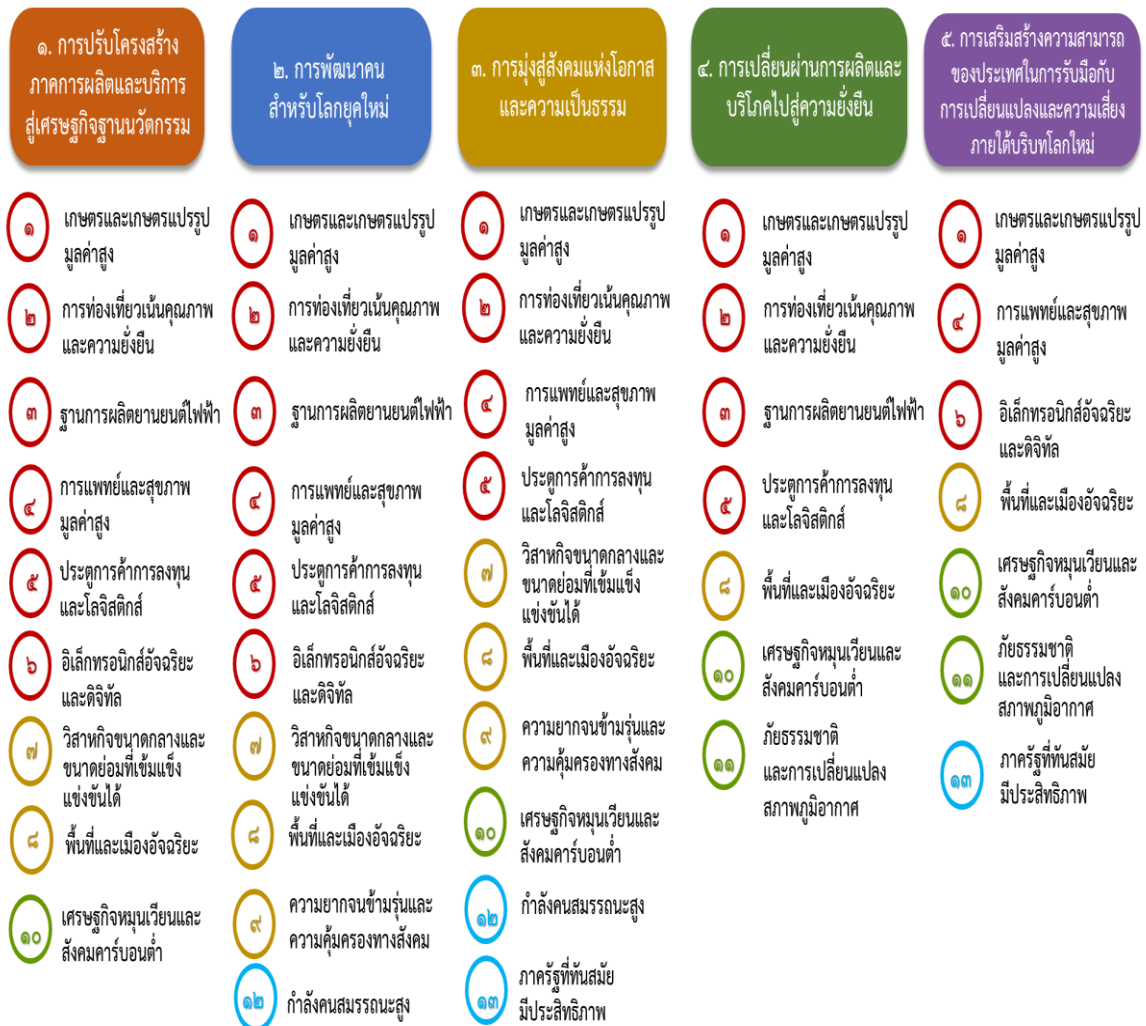 ๑. การปรับโครงสร้าง
ภาคการผลิตและบริการ
สู่เศรษฐกิจฐานนวัตกรรม
๑
เกษตรและเกษตรแปรรูป
มูลค่าสูง
๒
การท่องเที่ยวเน้นคุณภาพ
และความยั่งยืน
๓
ฐานการผลิตยานยนต์ไฟฟ้า
๔
การแพทย์และสุขภาพ
มูลค่าสูง
๕
ประตูการค้าการลงทุน
และโลจิสติกส์
๖
อิเล็กทรอนิกส์อัจฉริยะ
และดิจิทัล
๗
วิสาหกิจขนาดกลางและ
ขนาดย่อมที่เข้มแข็ง
แข่งขันได้
๘
พื้นที่และเมืองอัจฉริยะ
๑๐
เศรษฐกิจหมุนเวียนและ
สังคมคาร์บอนต่ำ
๒. การพัฒนาคน
สำหรับโลกยุคใหม่
๑
เกษตรและเกษตรแปรรูป
มูลค่าสูง
๒
การท่องเที่ยวเน้นคุณภาพ
และความยั่งยืน
๓
ฐานการผลิตยานยนต์ไฟฟ้า
๔
การแพทย์และสุขภาพ
มูลค่าสูง
๕
ประตูการค้าการลงทุน
และโลจิสติกส์
๖
อิเล็กทรอนิกส์อัจฉริยะ
และดิจิทัล
๗
วิสาหกิจขนาดกลางและ
ขนาดย่อมที่เข้มแข็ง
แข่งขันได้
๘
พื้นที่และเมืองอัจฉริยะ
๙
ความยากจนข้ามรุ่นและ
ความคุ้มครองทางสังคม
๑๒
กำลังคนสมรรถนะสูง
๓. การมุ่งสู่สังคมแห่งโอกาส
และความเป็นธรรม
๑
เกษตรและเกษตรแปรรูป
มูลค่าสูง
๒
การท่องเที่ยวเน้นคุณภาพ
และความยั่งยืน
๔
การแพทย์และสุขภาพ
มูลค่าสูง
๕
ประตูการค้าการลงทุน
และโลจิสติกส์
๗
วิสาหกิจขนาดกลางและ
ขนาดย่อมที่เข้มแข็ง
แข่งขันได้
๘
พื้นที่และเมืองอัจฉริยะ
๙
ความยากจนข้ามรุ่นและ
ความคุ้มครองทางสังคม
๑๐
เศรษฐกิจหมุนเวียนและ
สังคมคาร์บอนต่ำ
๑๒
กำลังคนสมรรถนะสูง
๑๓
ภาครัฐที่ทันสมัย
มีประสิทธิภาพ
๔. การเปลี่ยนผ่านการผลิตและ
บริโภคไปสู่ความยั่งยืน
๑
เกษตรและเกษตรแปรรูป
มูลค่าสูง
๒
การท่องเที่ยวเน้นคุณภาพ
และความยั่งยืน
๓
ฐานการผลิตยานยนต์ไฟฟ้า
๕
ประตูการค้าการลงทุน
และโลจิสติกส์
๘
พื้นที่และเมืองอัจฉริยะ
๑๐
เศรษฐกิจหมุนเวียนและ
สังคมคาร์บอนต่ำ
๑๑
ภัยธรรมชาติ
และการเปลี่ยนแปลง
สภาพภูมิอากาศ
๕. การเสริมสร้างความสามารถ
ของประเทศในการรับมือกับ
การเปลี่ยนแปลงและความเสี่ยง
ภายใต้บริบทโลกใหม่
๑
เกษตรและเกษตรแปรรูป
มูลค่าสูง
๔
การแพทย์และสุขภาพ
มูลค่าสูง
๖
อิเล็กทรอนิกส์อัจฉริยะ
และดิจิทัล
๘
พื้นที่และเมืองอัจฉริยะ
๑๐
เศรษฐกิจหมุนเวียนและ
สังคมคาร์บอนต่ำ
๑๑
ภัยธรรมชาติ
และการเปลี่ยนแปลง
สภาพภูมิอากาศ
๑๓
ภาครัฐที่ทันสมัย
มีประสิทธิภาพ